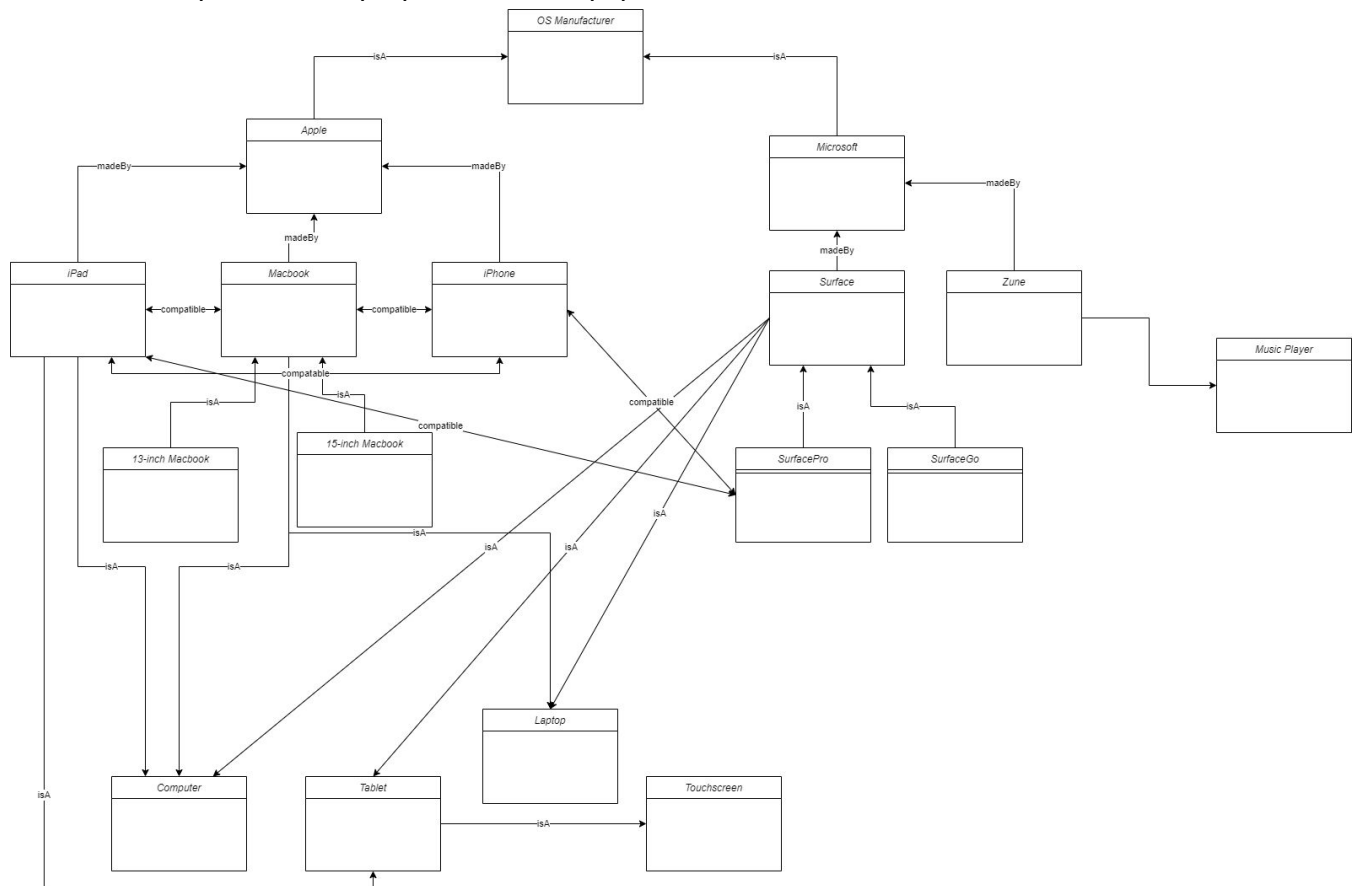 OS Manufacturer
isA
isA
Apple
Microsoft
madeBy
madeBy
madeBy
madeBy
madeBy
iPad
Macbook
iPhone
Surface
Zune
compatible
compatible
Music Player
compatable
isA
isA
compatible
isA
isA
compatible
13-inch Macbook
15-inch Macbook
SurfacePro
SurfaceGo
isA
isA
isA
isA
isA
isA
Laptop
Computer
Tablet
Touchscreen
isA
isA